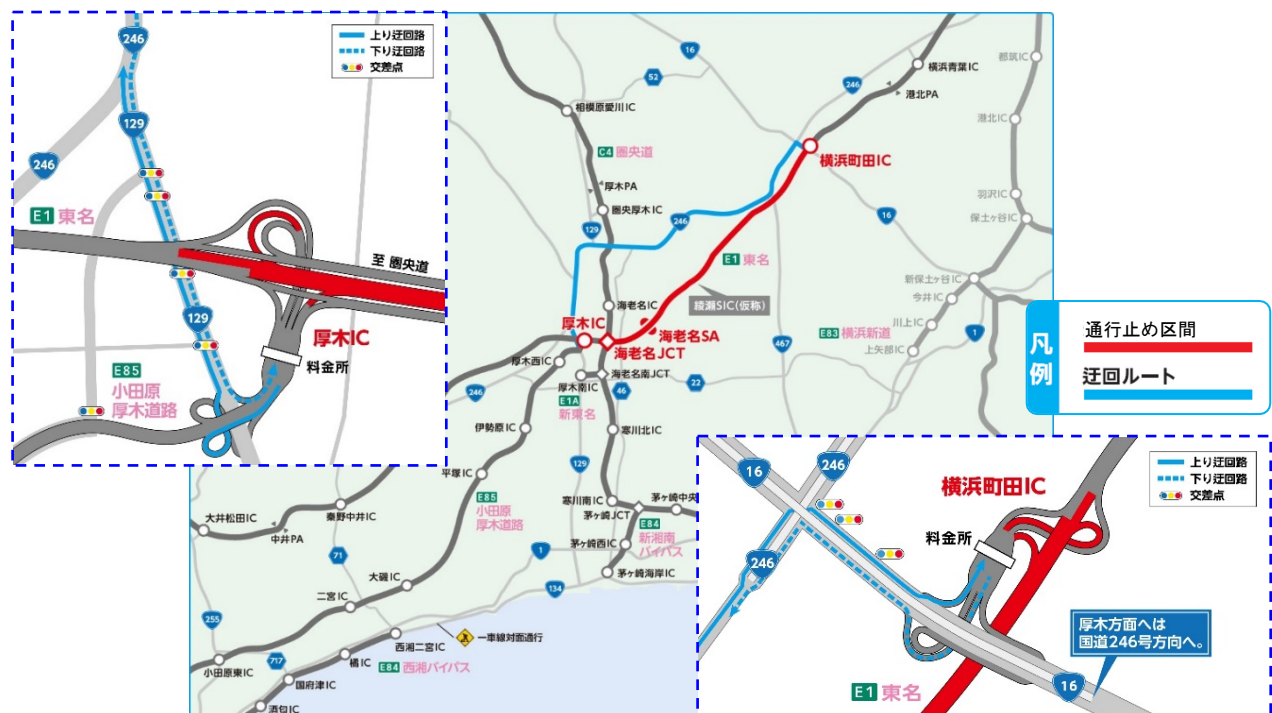 246
上り迂回路
下り迂回路
交差点
129
246
E1 東名
至 圏央道
129
厚木IC
料金所
E85
小田原
厚木道路
16
52
246
横浜青葉IC
港北PA
都筑IC
相模原愛川IC
港北IC
横浜町田IC
C4 圏央道
厚木PA
圏央厚木IC
羽沢IC
保土ヶ谷IC
129
246
16
E1 東名
新保土ヶ谷IC
今井IC
綾瀬SIC(仮称)
海老名IC
厚木IC
海老名SA
海老名JCT
E83 横浜新道
川上IC
1
上矢部IC
467
厚木西IC
海老名南JCT
厚木南IC
22
246
46
E1A
新東名
伊勢原IC
寒川北IC
129
平塚IC
E85
小田原
厚木道路
寒川南IC
茅ヶ崎中央
茅ヶ崎JCT
E84
新湘南
バイパス
大井松田IC
秦野中井IC
中井PA
71
1
茅ヶ崎西IC
茅ヶ崎海岸IC
大磯IC
134
二宮IC
255
一車線対面通行
西湘二宮IC
小田原東IC
717
橘IC
E84 西湘バイパス
国府津IC
酒匂IC
凡
例
通行止め区間
迂回ルート
16
246
横浜町田IC
上り迂回路
下り迂回路
交差点
料金所
246
厚木方面へは
国道246号方向へ。
16
E1 東名